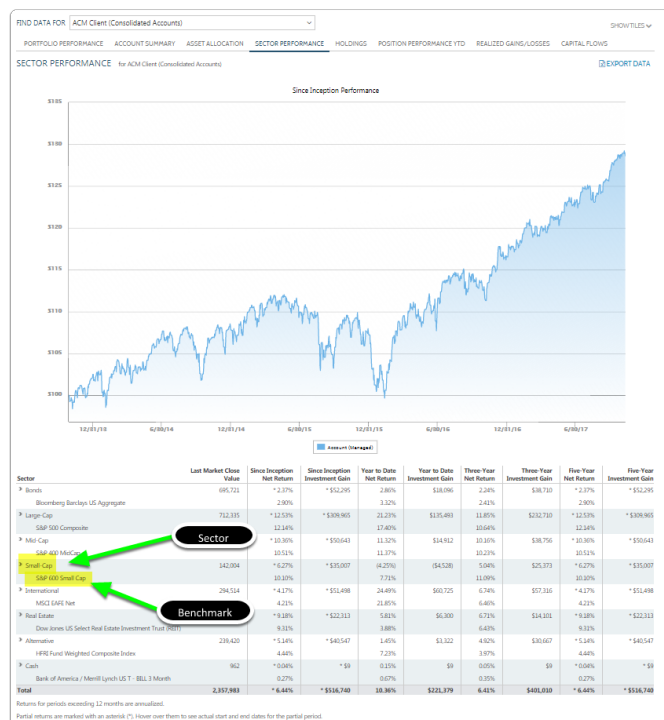 FIND DATA FOR ACM Client (Consolidated Accounts) SHOW TILES
PORTFOLIO PERFORMANCE ACCOUNT SUMMARY ASSET ALLOCATION SECTOR PERFORMANCE HOLDINGS POSITION PERFORMANCE YTD REALIZED GAINS/LOSSES CAPITAL FLOWS
SECTOR PERFORMANCE for ACM Client (Consolidated Accounts) EXPORT DATA
Since Inception Performance
$135
$130
$125
$120
$115
$110
$105
$100
12/01/13 6/00/14 12/01/14 6/00/15 12/01/15 6/00/16 12/01/16 6/00/17
Account (Managed)
Sector Last Market Close Value Since Inception Net Return Since Inception Investment Gain Year to Date Net Return Year to Date Investment Gain Three-Year Net Return Three-Year Investment Gain Five-Year Net Return Five-Year Investment Gain
Bonds 695,721 * 2.37% * $52,295 2.86% $18,096 2.24% $38,710 * 2.37% * $52,295
Bloomberg Barclays US Aggregate 2.90% 3.32% 2.41% 2.90%
Large-Cap 712,335 * 12.53% * $309,965 21.23% $135,493 11.85% $232,710 * 12.53% * $309,965
S&P 500 Composite 12.14% 17.40% 10.64% 12.14%
Mid-Cap * 10.36% * $50,643 11.32% $14,912 10.16% $38,756 * 10.36% * $50,643
S&P 400 MidCap 10.51% 11.37% 10.23% 10.51%
Small-Cap 142,004 * 6.27% * $35,007 (4.25%) ($4,528) 5.04% $25,373 * 6.27% * $35,007
S&P 600 Small Cap 10.10% 7.71% 11.09% 10.10%
International 294,514 * 4.17% * $51,498 24.49% $60,725 6.74% $57,316 * 4.17% * $51,498
MSCI EAFE Net 4.21% 21.85% 6.46% 4.21%
Real Estate * 9.18% * $22,313 5.81% $6,300 6.71% $14,101 * 9.18% * $22,313
Dow Jones US Select Real Estate Investment Trust (REIT) 9.31% 3.88% 6.43% 9.31%
Alternative 239,420 * 5.14% * $40,547 1.45% $3,322 4.92% $30,667 * 5.14% * $40,547
HFRI Fund Weighted Composite Index 4.44% 7.23% 3.97% 4.44%
Cash 962 * 0.04% * $9 0.15% $9 0.05% $9 * 0.04% * $9
Bank of America / Merrill Lynch US T - BILL 3 Month 0.27% 0.67% 0.35% 0.27%
Total 2,357,983 * 6.44% * $516,740 10.36% $221,379 6.41% $401,010 * 6.44% * $516,740
Sector
Benchmark
Returns for periods exceeding 12 months are annualized.
Partial returns are marked with an asterisk (*). Hover over them to see actual start and end dates for the partial period.